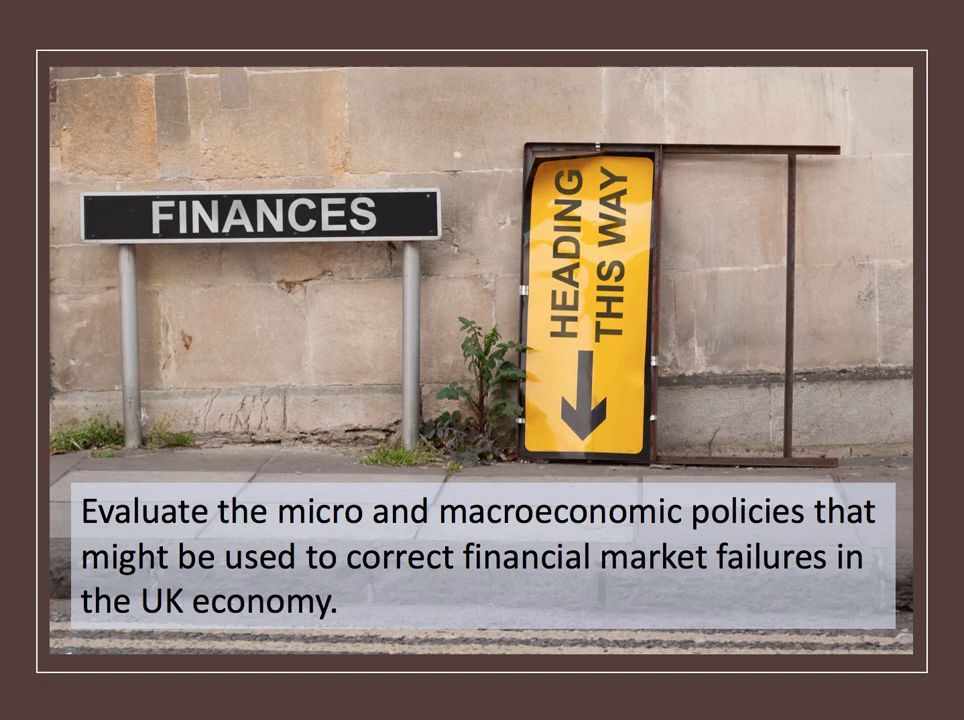 FINANCES
HEADING
THIS WAY
Evaluate the micro and macroeconomic policies that
might be used to correct financial market failures in
the UK economy.